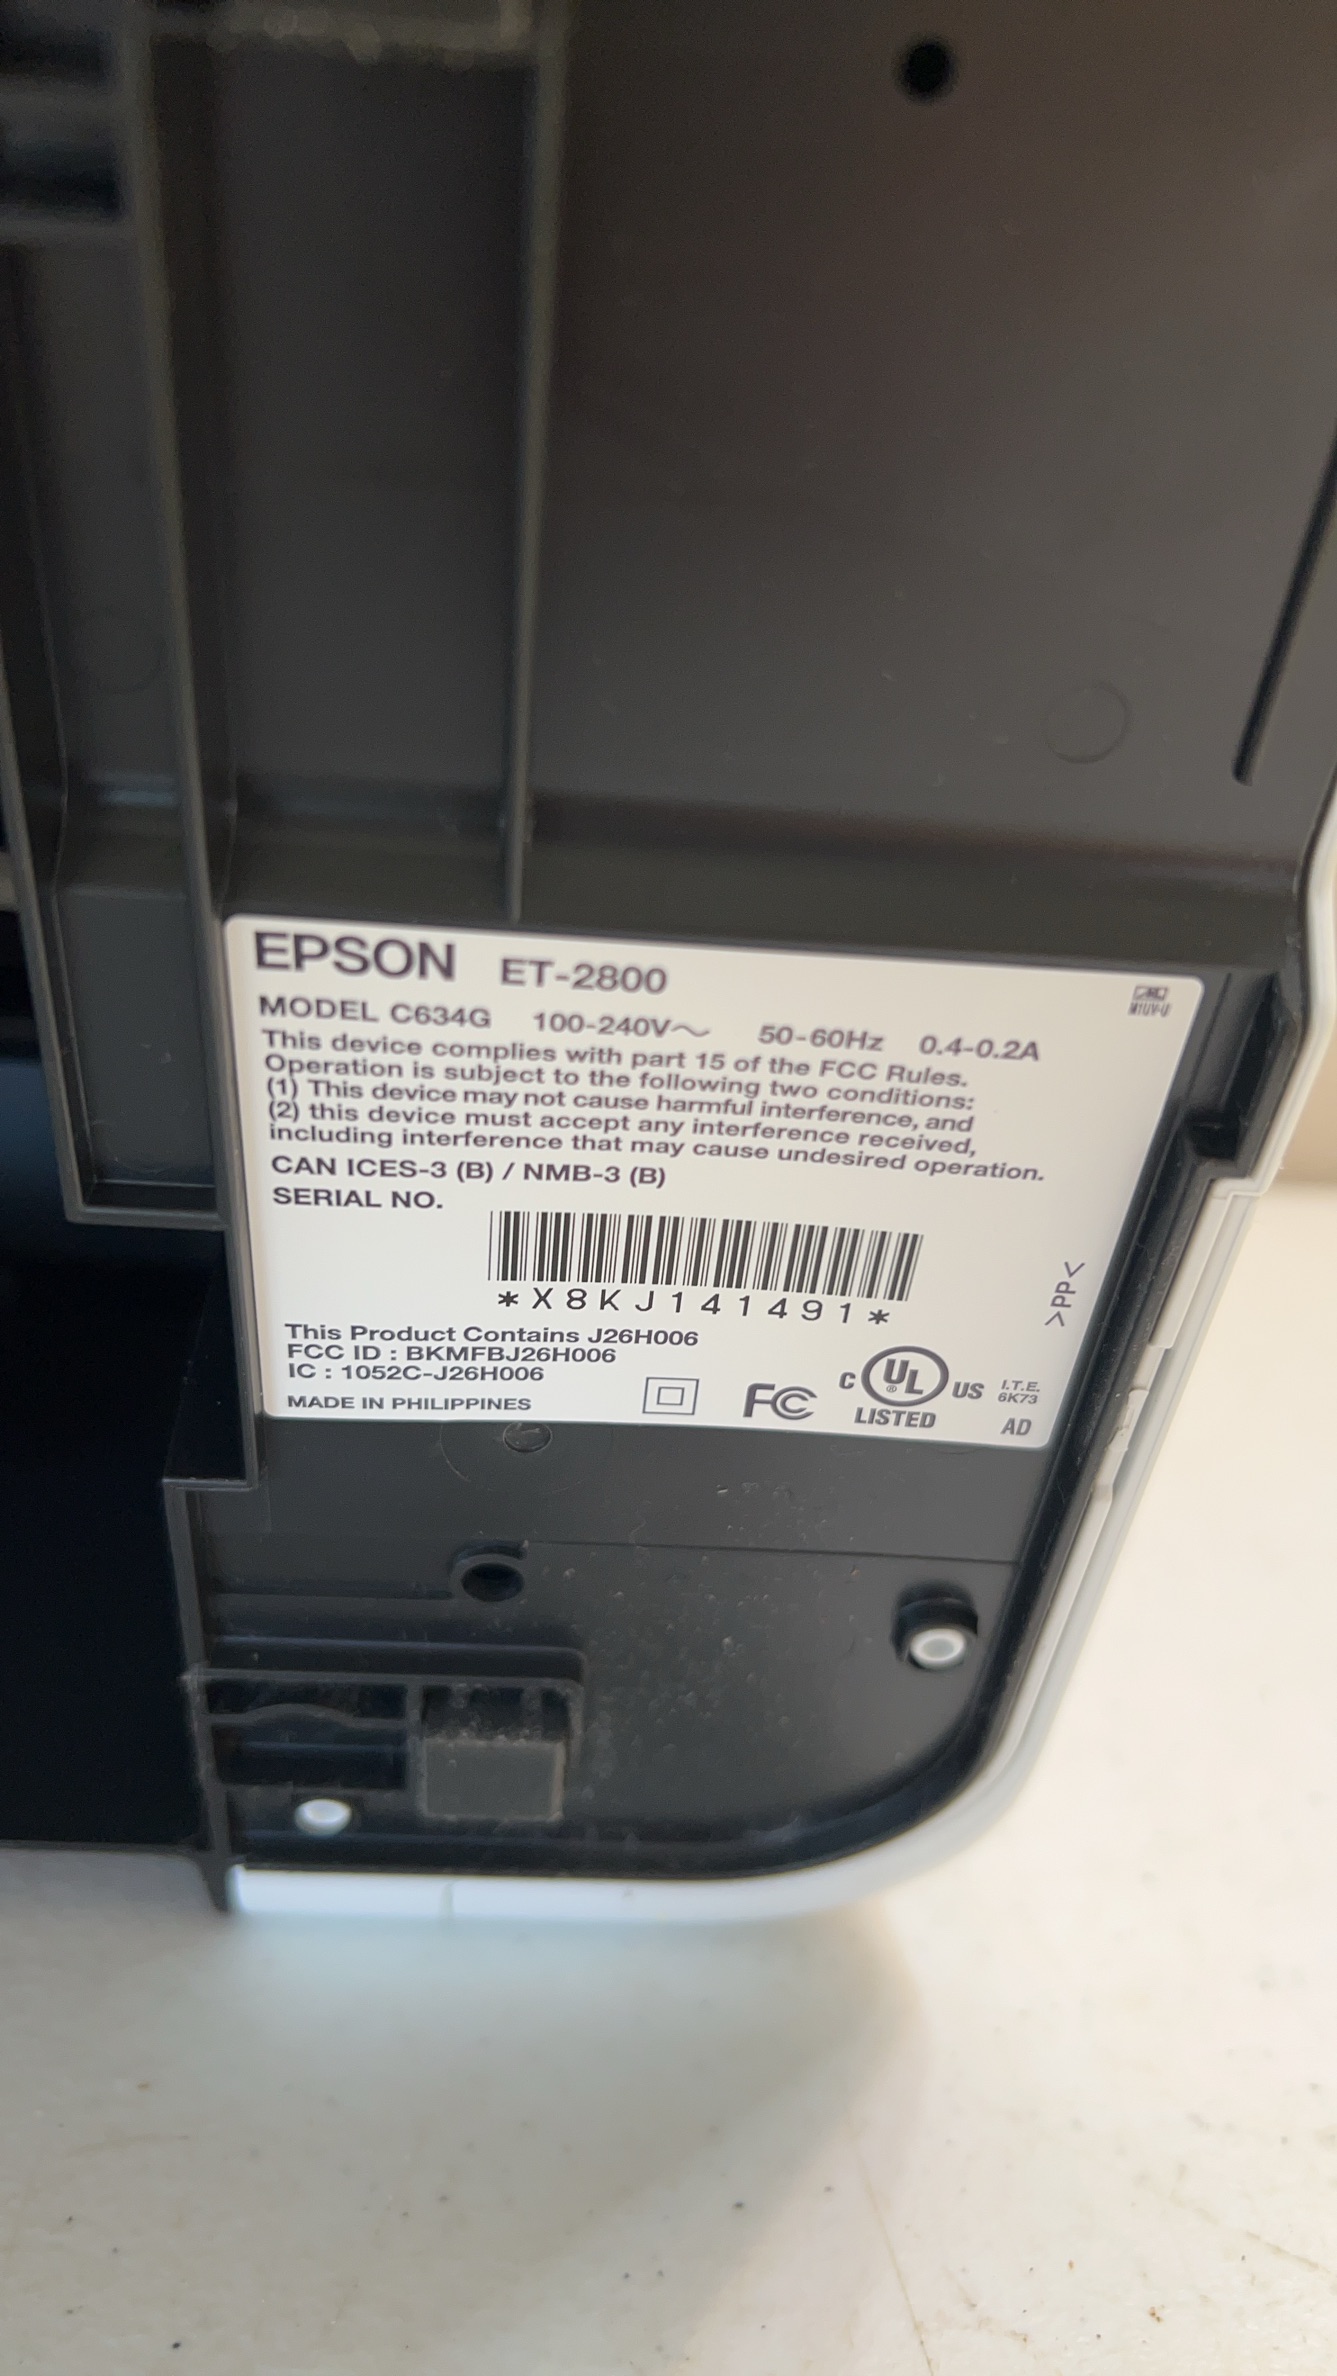 EPSON ET-2800
MODEL C634G 100-240V～ 50-60Hz 0.4-0.2A
This device complies with part 15 of the FCC Rules.
Operation is subject to the following two conditions:
(1) This device may not cause harmful interference, and
(2) this device must accept any interference received,
including interference that may cause undesired operation.
CAN ICES-3 (B) / NMB-3 (B)
SERIAL NO.
*X8KJ141491*
>PP<
This Product Contains J26H006
FCC ID : BKMFBJ26H006
IC : 1052C-J26H006
MADE IN PHILIPPINES
FC
C UL ® US
LISTED
I.T.E.
6K73
AD